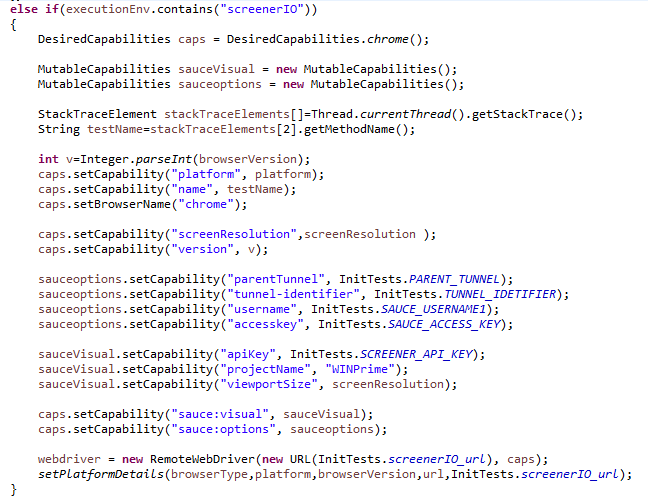 else if(executionEnv.contains("screenerIO"))
{
DesiredCapabilities caps = DesiredCapabilities.chrome();
MutableCapabilities sauceVisual = new MutableCapabilities();
MutableCapabilities sauceoptions = new MutableCapabilities();
StackTraceElement stackTraceElements[]=Thread.currentThread().getStackTrace();
String testName=stackTraceElements[2].getMethodName();
int v=Integer.parseInt(browserVersion);
caps.setCapability("platform", platform);
caps.setCapability("name", testName);
caps.setBrowserName("chrome");
caps.setCapability("screenResolution",screenResolution );
caps.setCapability("version", v);
sauceoptions.setCapability("parentTunnel", InitTests.PARENT_TUNNEL);
sauceoptions.setCapability("tunnel-identifier", InitTests.TUNNEL_IDETIFIER);
sauceoptions.setCapability("username", InitTests.SAUCE_USERNAME1);
sauceoptions.setCapability("accesskey", InitTests.SAUCE_ACCESS_KEY);
sauceVisual.setCapability("apiKey", InitTests.SCREENER_API_KEY);
sauceVisual.setCapability("projectName", "WINPrime");
sauceVisual.setCapability("viewportSize", screenResolution);
caps.setCapability("sauce:visual", sauceVisual);
caps.setCapability("sauce:options", sauceoptions);
webdriver = new RemoteWebDriver(new URL(InitTests.screenerIO_url), caps);
setPlatformDetails(browserType,platform,browserVersion,url,InitTests.screenerIO_url);
}